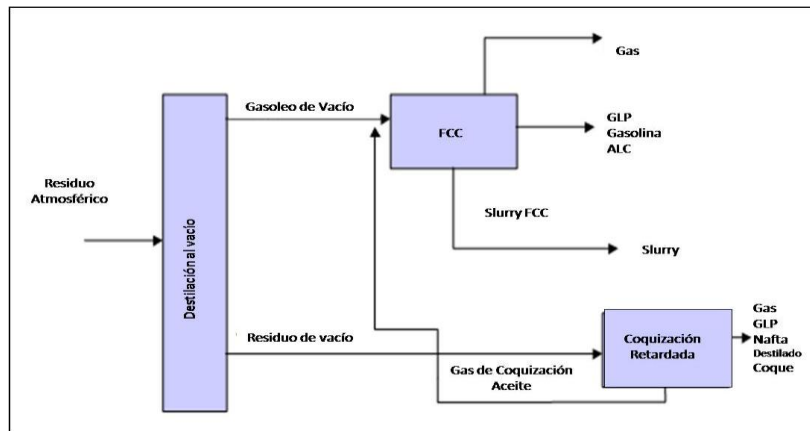 Gas
Gasoleo de Vacío
FCC
GLP
Gasolina
ALC
Residuo
Atmosférico
Destilación al vacio
Slurry FCC
Slurry
Residuo de vacío
Gas de Coquización
Aceite
Coquización
Retardada
Gas
GLP
Nafta
Destilado
Coque